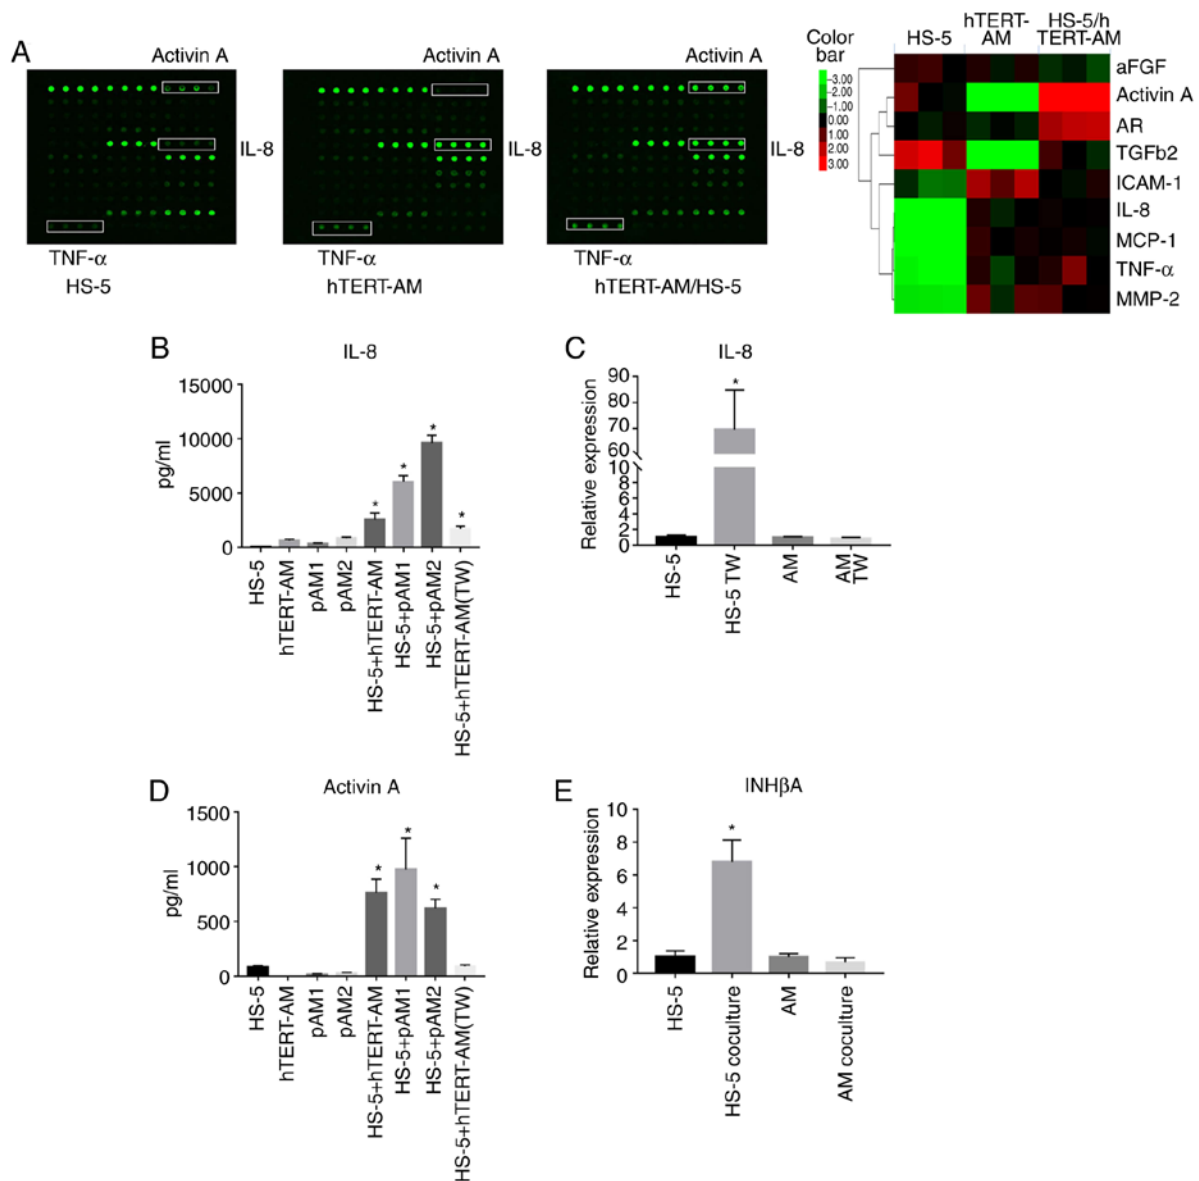 A
Activin A
IL-8
TNF-α
HS-5
Activin A
IL-8
TNF-α
hTERT-AM
Activin A
IL-8
TNF-α
hTERT-AM/HS-5
Color
bar
-3.00
-2.00
-1.00
0.00
1.00
2.00
3.00
HS-5
hTERT-
AM
HS-5/h
TERT-AM
aFGF
Activin A
AR
TGFb2
ICAM-1
IL-8
MCP-1
TNF-α
MMP-2
B
IL-8
pg/ml
15000
10000
5000
0
*
*
*
*
HS-5
hTERT-AM
pAM1
pAM2
HS-5+hTERT-AM
HS-5+pAM1
HS-5+pAM2
HS-5+hTERT-AM(TW)
C
IL-8
Relative expression
90
80
70
60
10
8
6
4
2
0
*
HS-5
HS-5 TW
AM
AM
TW
D
Activin A
pg/ml
1500
1000
500
0
*
*
*
HS-5
hTERT-AM
pAM1
pAM2
HS-5+hTERT-AM
HS-5+pAM1
HS-5+pAM2
HS-5+hTERT-AM(TW)
E
INHβA
Relative expression
10
8
6
4
2
0
*
HS-5
HS-5 coculture
AM
AM coculture